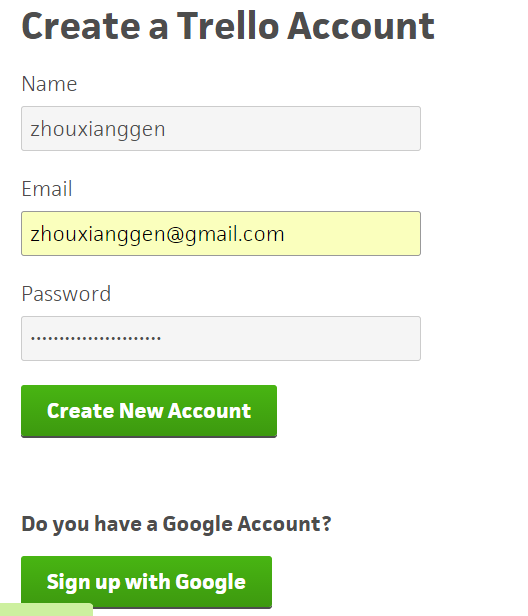 Create a Trello Account
Name
zhouxianggen
Email
zhouxianggen@gmail.com
Password
•••••••••••••••••••••••
Create New Account
Do you have a Google Account?
Sign up with Google